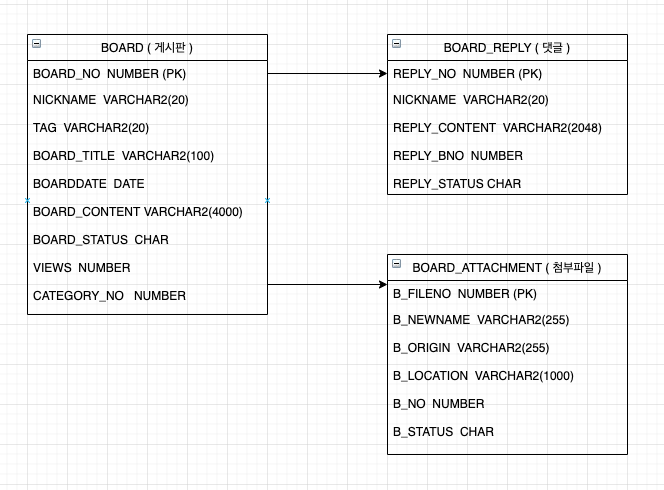 BOARD ( 게시판 )
BOARD_NO NUMBER (PK)
NICKNAME VARCHAR2(20)
TAG VARCHAR2(20)
BOARD_TITLE VARCHAR2(100)
BOARDDATE DATE
BOARD_CONTENT VARCHAR2(4000)
BOARD_STATUS CHAR
VIEWS NUMBER
CATEGORY_NO NUMBER
BOARD_REPLY ( 댓글 )
REPLY_NO NUMBER (PK)
NICKNAME VARCHAR2(20)
REPLY_CONTENT VARCHAR2(2048)
REPLY_BNO NUMBER
REPLY_STATUS CHAR
BOARD_ATTACHMENT ( 첨부파일 )
B_FILENO NUMBER (PK)
B_NEWNAME VARCHAR2(255)
B_ORIGIN VARCHAR2(255)
B_LOCATION VARCHAR2(1000)
B_NO NUMBER
B_STATUS CHAR